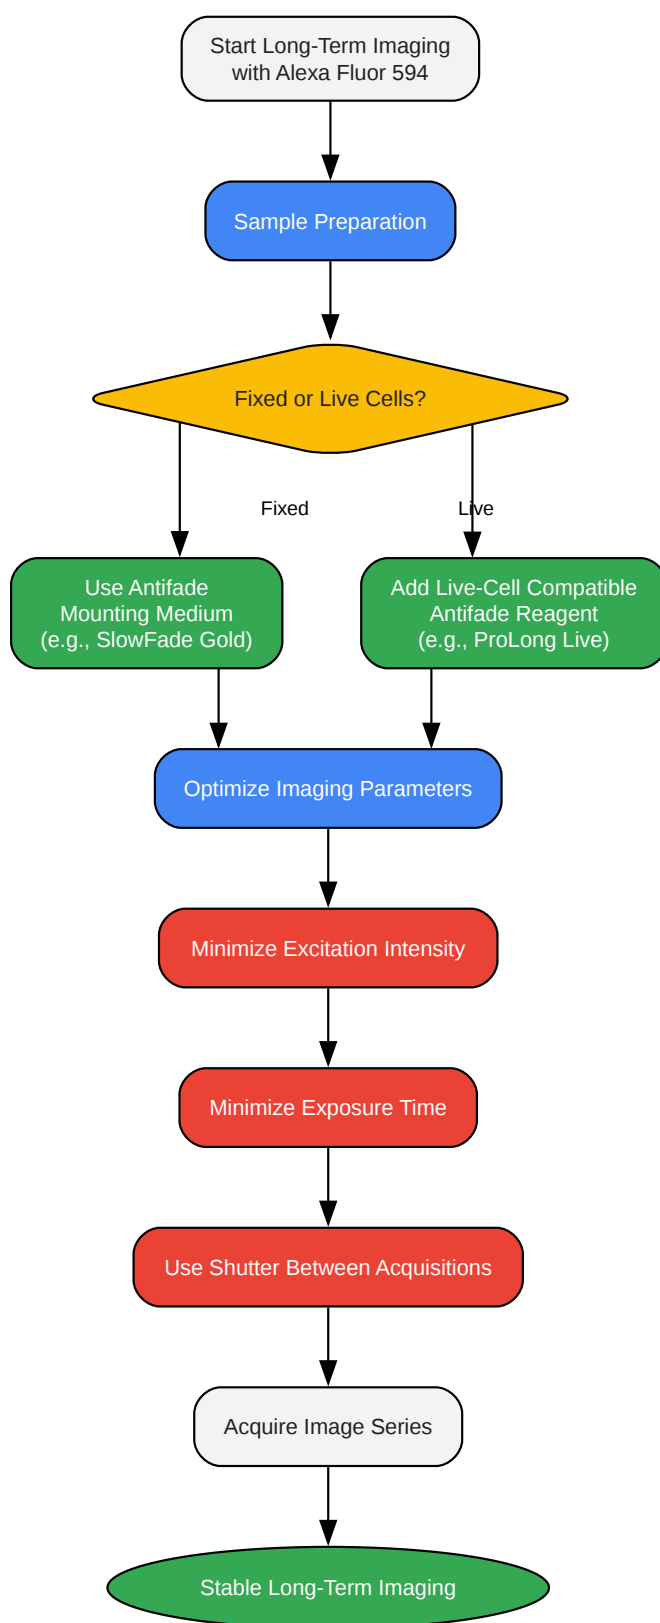 Start Long-Term Imaging
with Alexa Fluor 594
Sample Preparation
Fixed or Live Cells?
Fixed
Live
Use Antifade
Mounting Medium
(e.g., SlowFade Gold)
Add Live-Cell Compatible
Antifade Reagent
(e.g., ProLong Live)
Optimize Imaging Parameters
Minimize Excitation Intensity
Minimize Exposure Time
Use Shutter Between Acquisitions
Acquire Image Series
Stable Long-Term Imaging